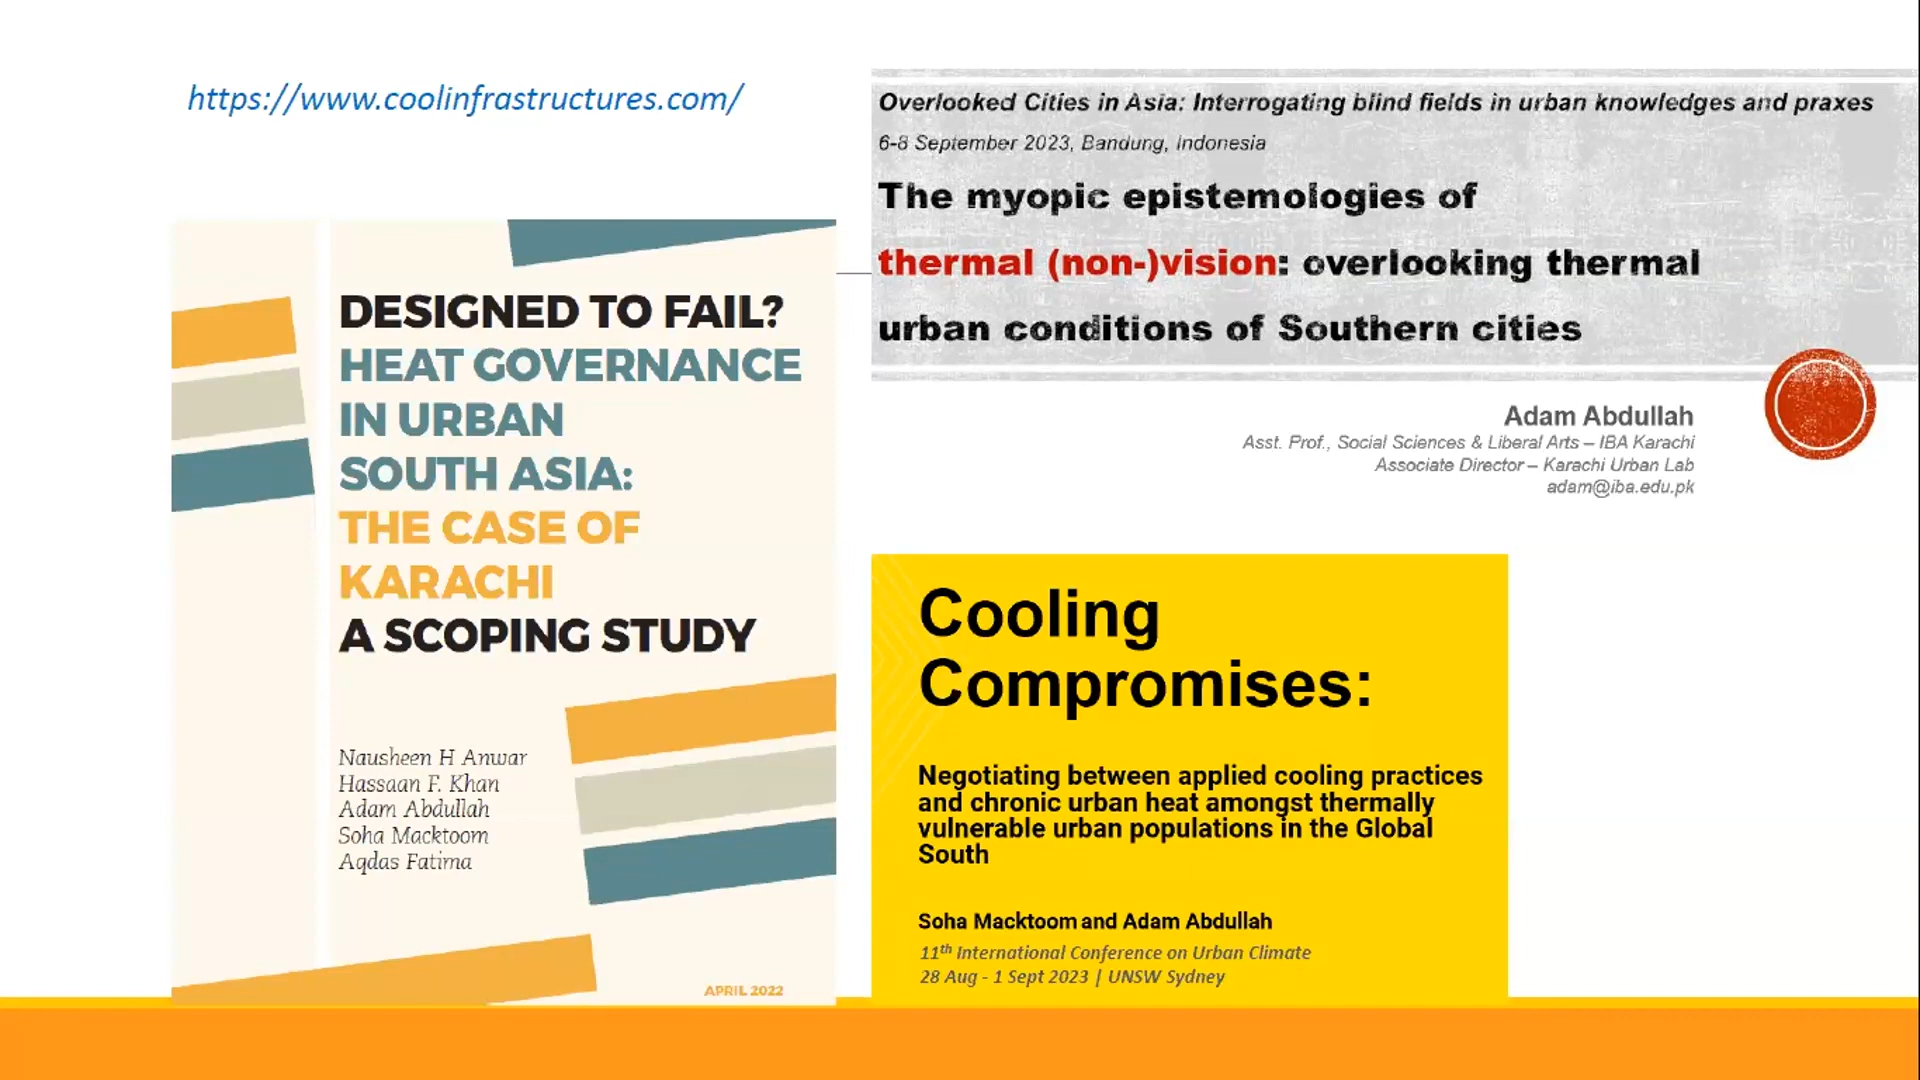 https://www.coolinfrastructures.com/
DESIGNED TO FAIL?
HEAT GOVERNANCE
IN URBAN
SOUTH ASIA:
THE CASE OF
KARACHI
A SCOPING STUDY
Nausheen H Anwar
Hassaan F. Khan
Adam Abdullah
Soha Macktoom
Aqdas Fatima
APRIL 2022
Overlooked Cities in Asia: Interrogating blind fields in urban knowledges and praxes
6-8 September 2023, Bandung, Indonesia
The myopic epistemologies of
thermal (non-)vision: overlooking thermal
urban conditions of Southern cities
Adam Abdullah
Asst. Prof., Social Sciences & Liberal Arts – IBA Karachi
Associate Director – Karachi Urban Lab
adam@iba.edu.pk
Cooling
Compromises:
Negotiating between applied cooling practices
and chronic urban heat amongst thermally
vulnerable urban populations in the Global
South
Soha Macktoom and Adam Abdullah
11th International Conference on Urban Climate
28 Aug - 1 Sept 2023 | UNSW Sydney